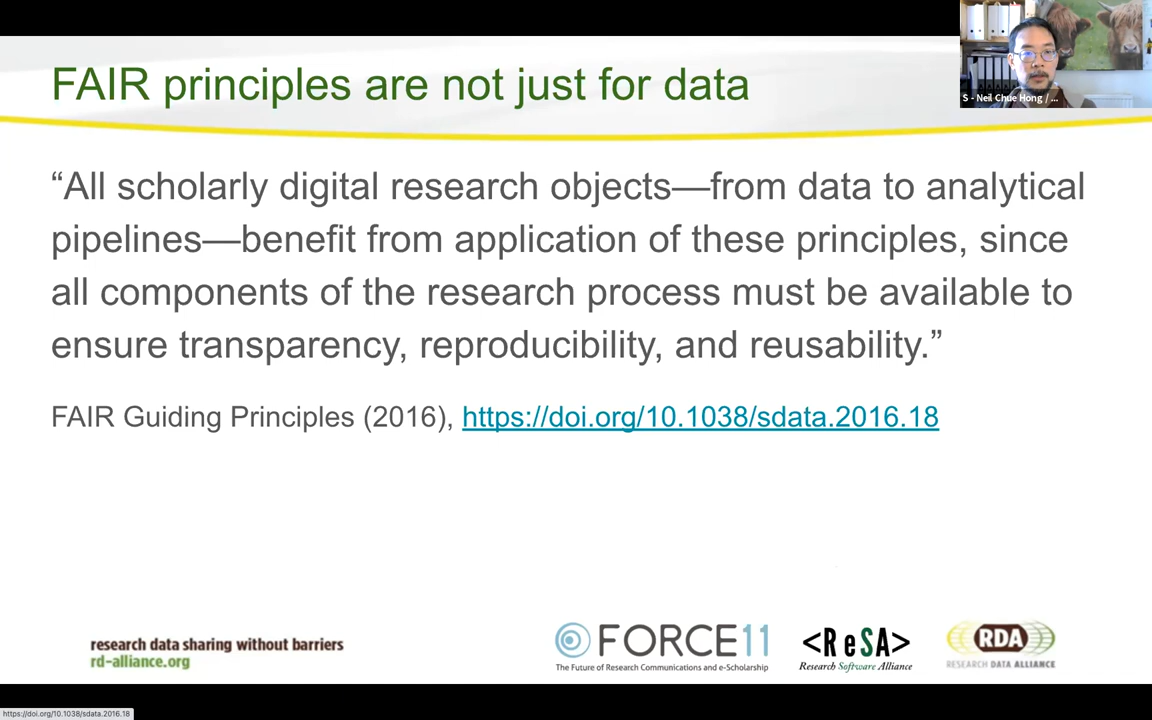 FAIR principles are not just for data
S - Neil Chue Hong / ...
“All scholarly digital research objects—from data to analytical
pipelines—benefit from application of these principles, since
all components of the research process must be available to
ensure transparency, reproducibility, and reusability.”
FAIR Guiding Principles (2016), https://doi.org/10.1038/sdata.2016.18
research data sharing without barriers
rd-alliance.org
FORCE11
The Future of Research Communications and e-Scholarship
<ReSA>
Research Software Alliance
RDA
RESEARCH DATA ALLIANCE
https://doi.org/10.1038/sdata.2016.18